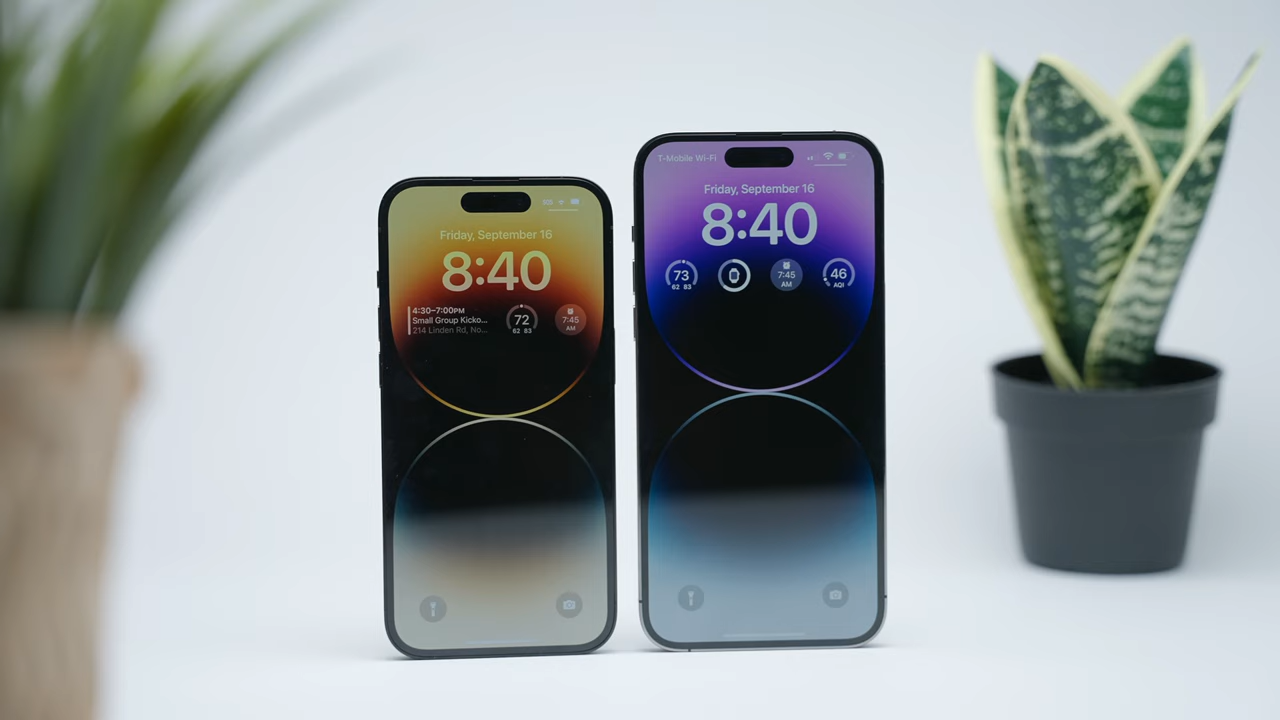 Friday, September 16
8:40
4:30–7:00PM
Small Group Kicko...
214 Linden Rd, No...
72
62 83
7:45
AM
T-Mobile Wi-Fi
Friday, September 16
8:40
73
62 83
7:45
AM
46
AQI